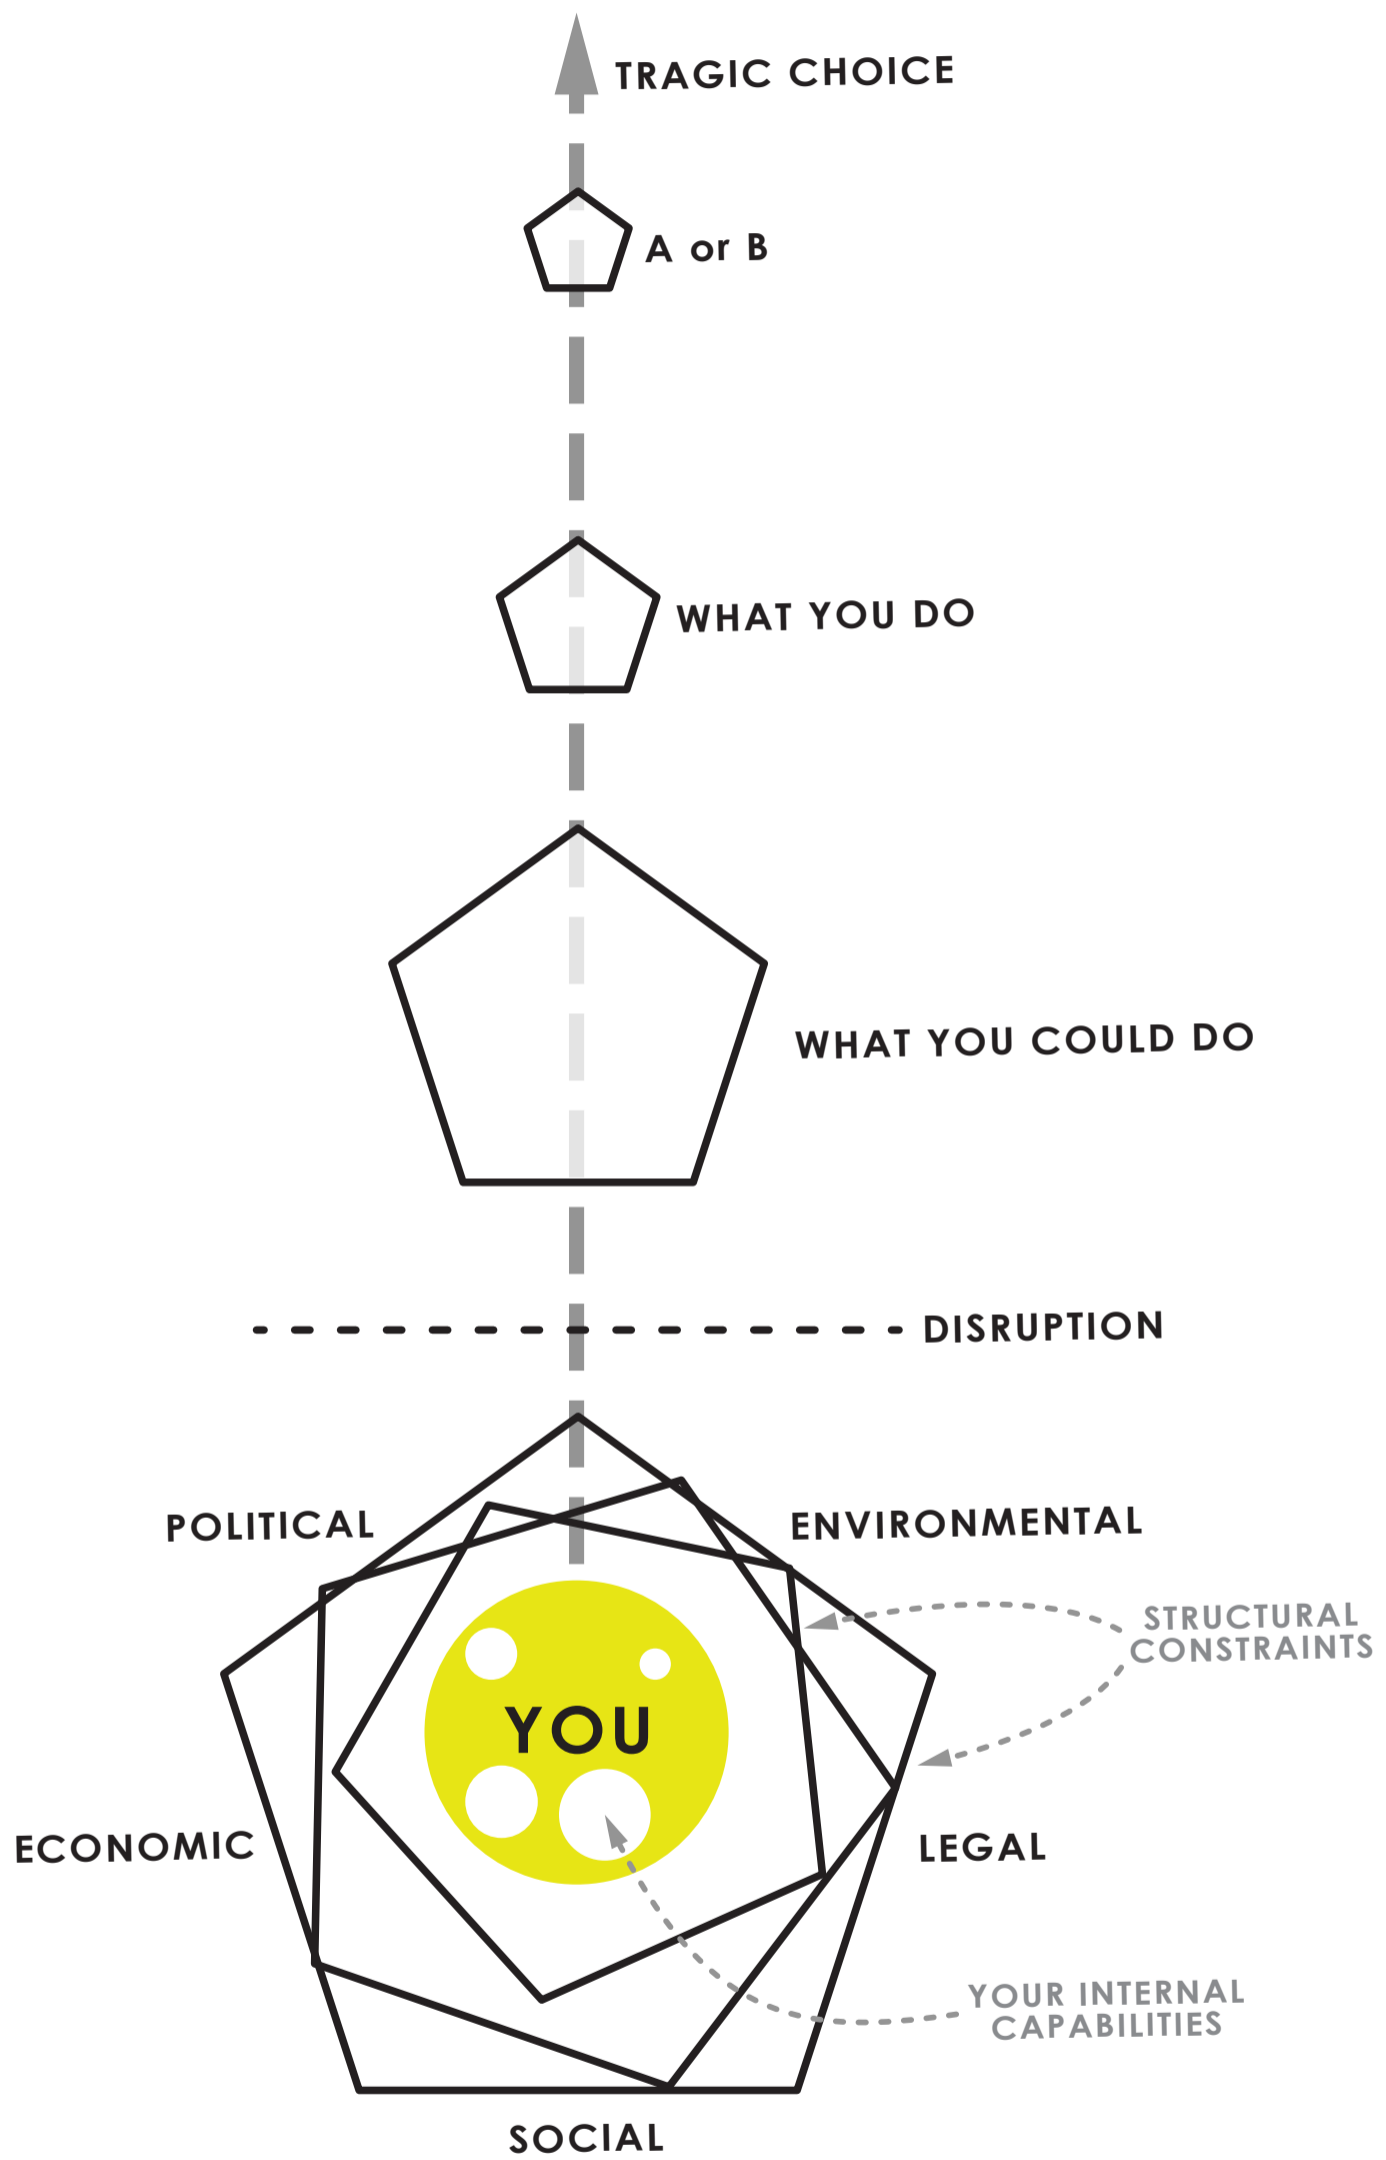 TRAGIC CHOICE
A or B
WHAT YOU DO
WHAT YOU COULD DO
DISRUPTION
POLITICAL
ENVIRONMENTAL
STRUCTURAL
CONSTRAINTS
YOU
ECONOMIC
LEGAL
YOUR INTERNAL
CAPABILITIES
SOCIAL